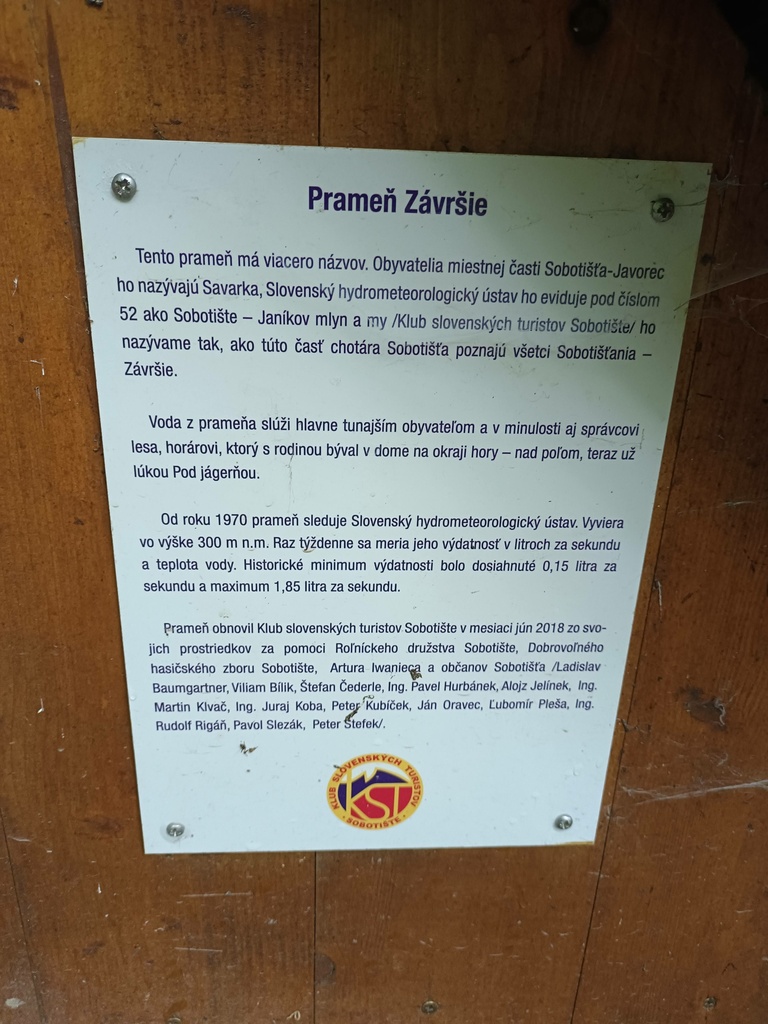 Prameň Závršie
Tento prameň má viacero názvov. Obyvatelia miestnej časti Sobotišťa-Javorec
ho nazývajú Savarka, Slovenský hydrometeorologický ústav ho eviduje pod číslom
52 ako Sobotište – Janíkov mlyn a my /Klub slovenských turistov Sobotište/ ho
nazývame tak, ako túto časť chotára Sobotišťa poznajú všetci Sobotišťania –
Závršie.
Voda z prameňa slúži hlavne tunajším obyvateľom a v minulosti aj správcovi
lesa, horárovi, ktorý s rodinou býval v dome na okraji hory – nad poľom, teraz už
lúkou Pod jágerňou.
Od roku 1970 prameň sleduje Slovenský hydrometeorologický ústav. Vyviera
vo výške 300 m n.m. Raz týždenne sa meria jeho výdatnosť v litroch za sekundu
a teplota vody. Historické minimum výdatnosti bolo dosiahnuté 0,15 litra za
sekundu a maximum 1,85 litra za sekundu.
Prameň obnovil Klub slovenských turistov Sobotište v mesiaci jún 2018 zo svo-
jich prostriedkov za pomoci Roľníckeho družstva Sobotište, Dobrovoľného
hasičského zboru Sobotište, Artura Iwanieca a občanov Sobotišťa /Ladislav
Baumgartner, Viliam Bílik, Štefan Čederle, Ing. Pavel Hurbánek, Alojz Jelínek, Ing.
Martin Klvač, Ing. Juraj Koba, Peter Kubíček, Ján Oravec, Ľubomír Pleša, Ing.
Rudolf Rigáň, Pavol Slezák, Peter Štefek/.
KLUB SLOVENSKÝCH TURISTOV
KST
SOBOTIŠTE